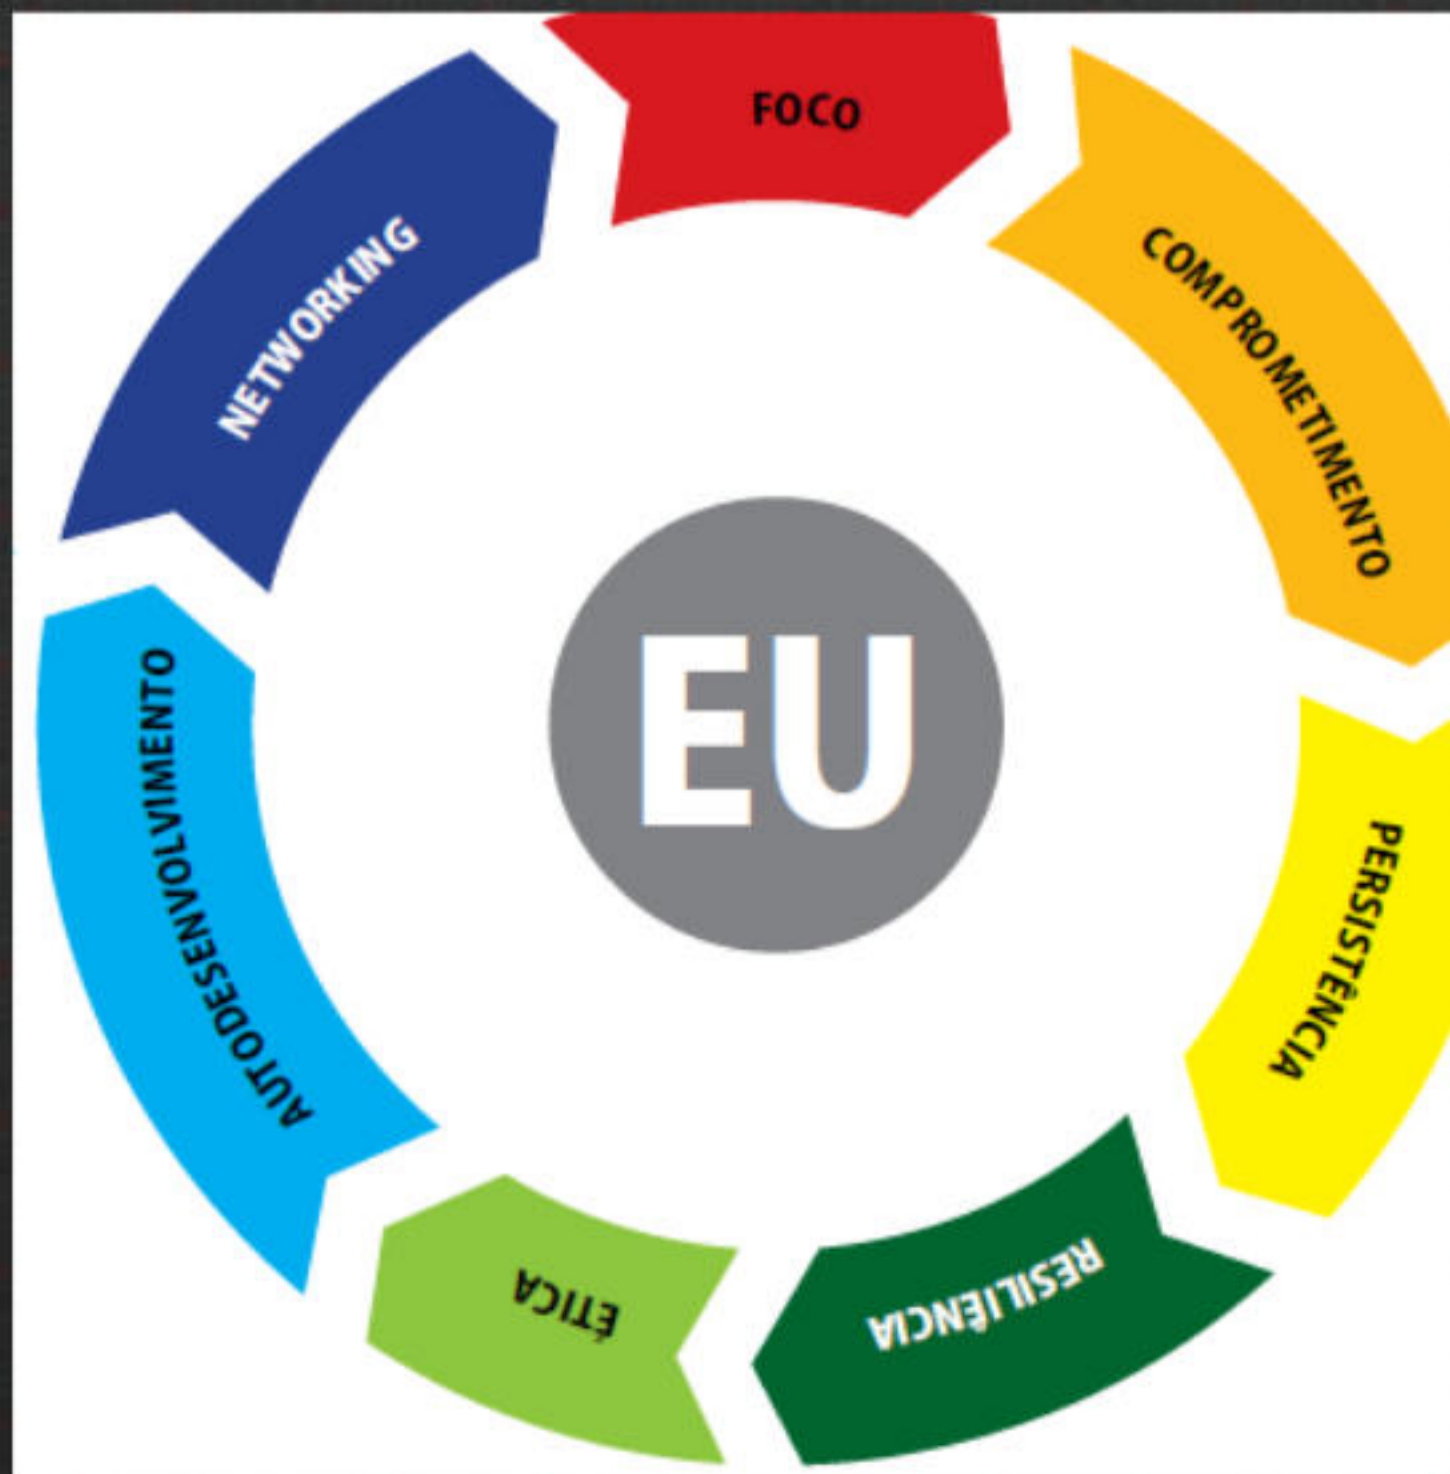 FOCO
COMPROMETIMENTO
PERSISTÊNCIA
RESILIÊNCIA
ÉTICA
AUTODESENVOLVIMENTO
NETWORKING
EU